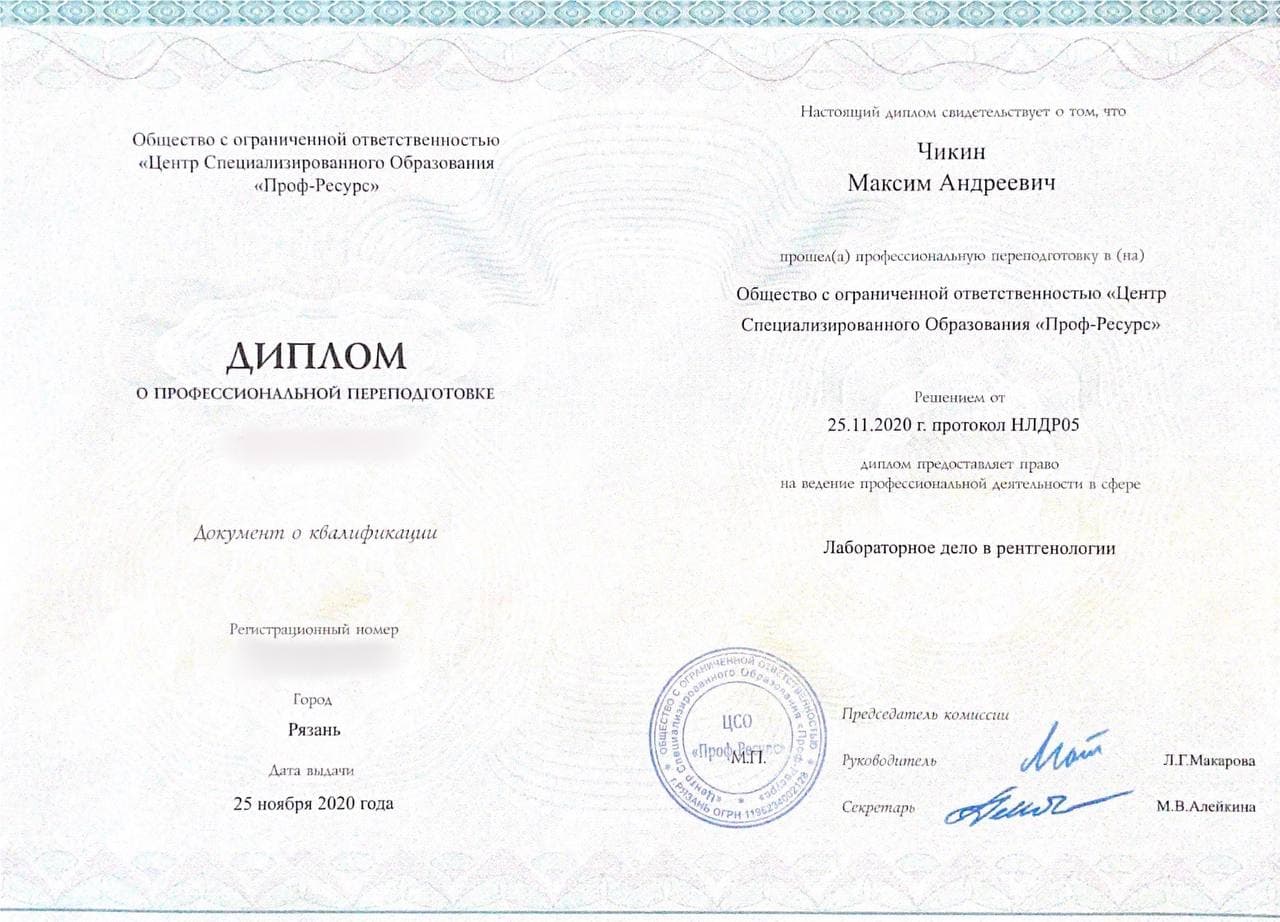 Общество с ограниченной ответственностью
«Центр Специализированного Образования
«Проф-Ресурс»
ДИПЛОМ
О ПРОФЕССИОНАЛЬНОЙ ПЕРЕПОДГОТОВКЕ
Документ о квалификации
Регистрационный номер
Город
Рязань
Дата выдачи
25 ноября 2020 года
Настоящий диплом свидетельствует о том, что
Чикин
Максим Андреевич
прошел(а) профессиональную переподготовку в (на)
Общество с ограниченной ответственностью «Центр
Специализированного Образования «Проф-Ресурс»
Решением от
25.11.2020 г. протокол НЛДР05
диплом предоставляет право
на ведение профессиональной деятельности в сфере
Лабораторное дело в рентгенологии
ОБЩЕСТВО С ОГРАНИЧЕННОЙ ОТВЕТСТВЕННОСТЬЮ
г.РЯЗАНЬ ОГРН 1196234002128
«Центр Специализированного Образования «Проф-Ресурс»
ЦСО
«Проф-Ресурс»
М.П.
Председатель комиссии
Руководитель
Л.Г.Макарова
Секретарь
М.В.Алейкина